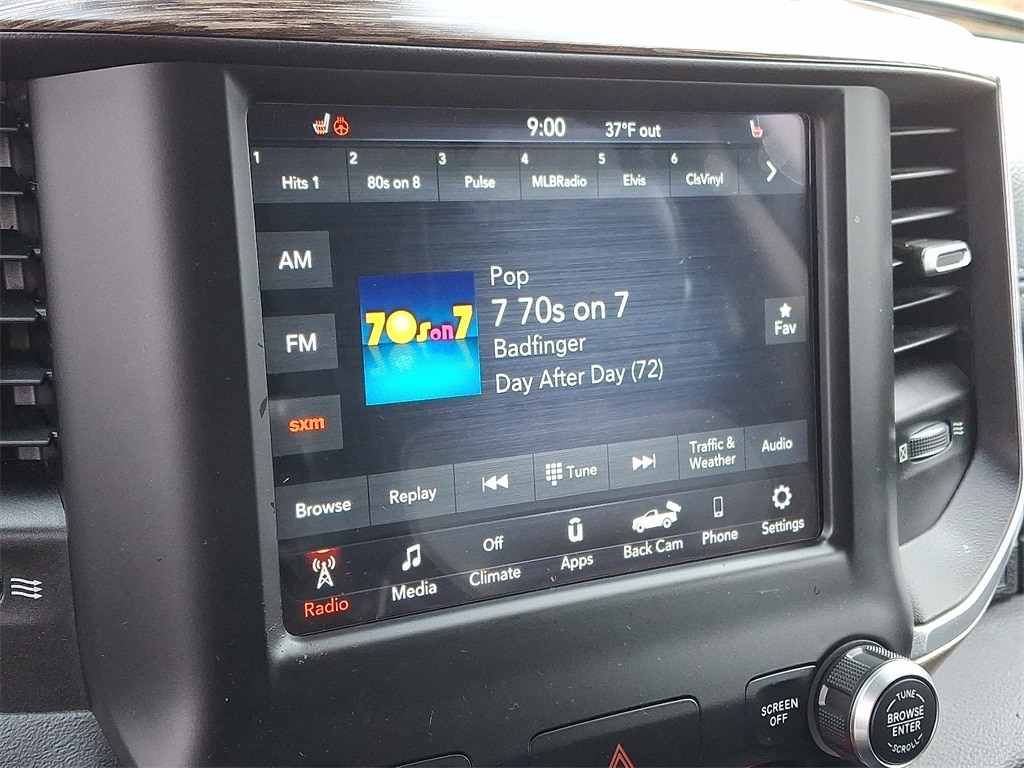 9:00
37°F out
1
Hits 1
2
80s on 8
3
Pulse
4
MLBRadio
5
Elvis
6
ClsVinyl
AM
FM
sxm
70s on 7
Pop
7 70s on 7
Badfinger
Day After Day (72)
Fav
Browse
Replay
Tune
Traffic &
Weather
Audio
Radio
Media
Off
Climate
Apps
Back Cam
Phone
Settings
SCREEN
OFF
TUNE
BROWSE
ENTER
SCROLL